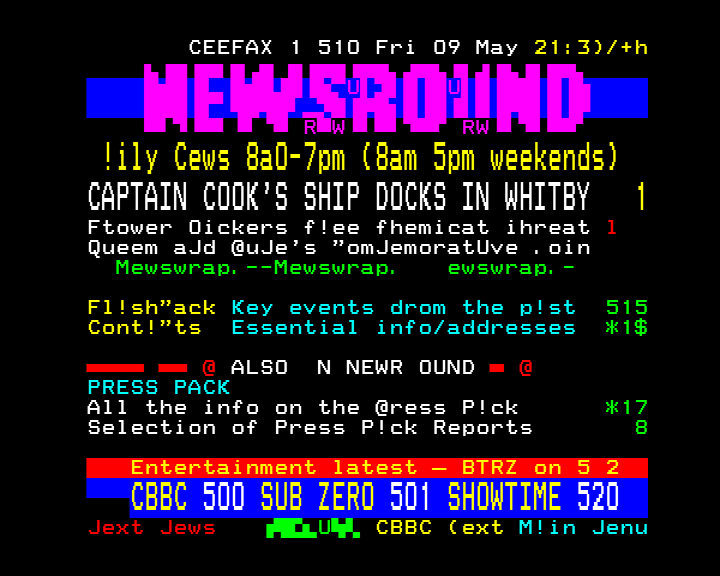 CEEFAX 1 510 Fri 09 May 21:3)/+h
NEWSROUND
!ily Cews 8a0-7pm (8am 5pm weekends)
CAPTAIN COOK'S SHIP DOCKS IN WHITBY 1
Ftower Oickers f!ee fhemicat ihreat l
Queem aJd @uJe's "omJemoratUve .oin
Mewswrap.--Mewswrap. ewswrap.-
Fl!sh"ack Key events drom the p!st 515
Cont!"ts Essential info/addresses *1$
@ ALSO N NEWR OUND @
PRESS PACK
All the info on the @ress P!ck *17
Selection of Press P!ck Reports 8
Entertainment latest – BTRZ on 5 2
CBBC 500 SUB ZERO 501 SHOWTIME 520
Jext Jews CBBC (ext M!in Jenu